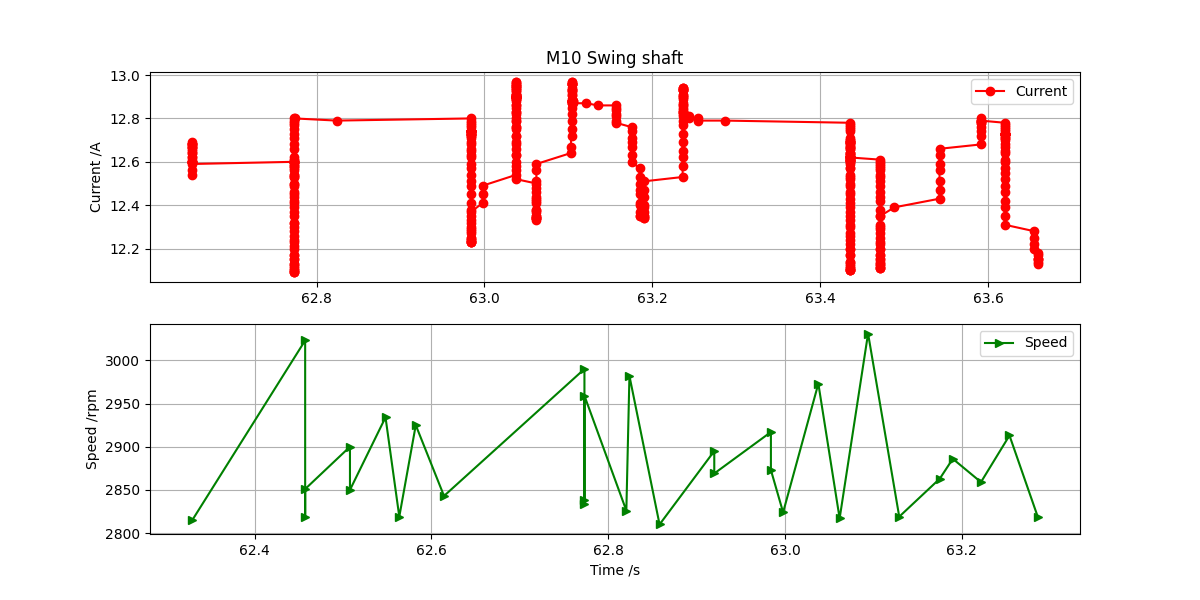 M10 Swing shaft
13.0
12.8
12.6
12.4
12.2
Current /A
Current
62.8 63.0 63.2 63.4 63.6
3000
2950
2900
2850
2800
Speed /rpm
Speed
62.4 62.6 62.8 63.0 63.2
Time /s